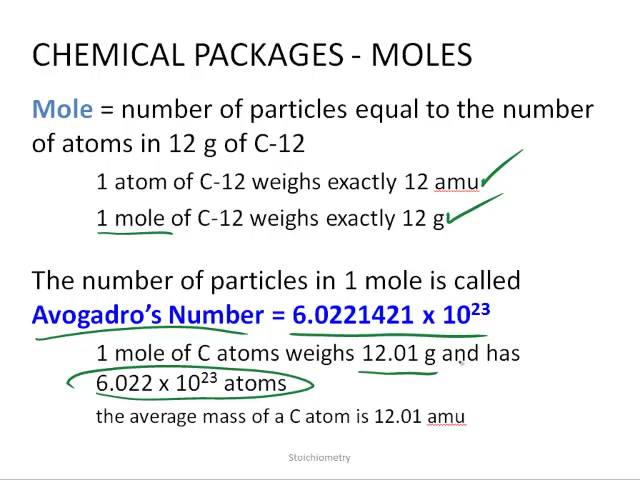 CHEMICAL PACKAGES - MOLES
Mole = number of particles equal to the number
of atoms in 12 g of C-12
1 atom of C-12 weighs exactly 12 amu
1 mole of C-12 weighs exactly 12 g
The number of particles in 1 mole is called
Avogadro's Number = 6.0221421 x 10²³
1 mole of C atoms weighs 12.01 g and has
6.022 x 10²³ atoms
the average mass of a C atom is 12.01 amu
Stoichiometry